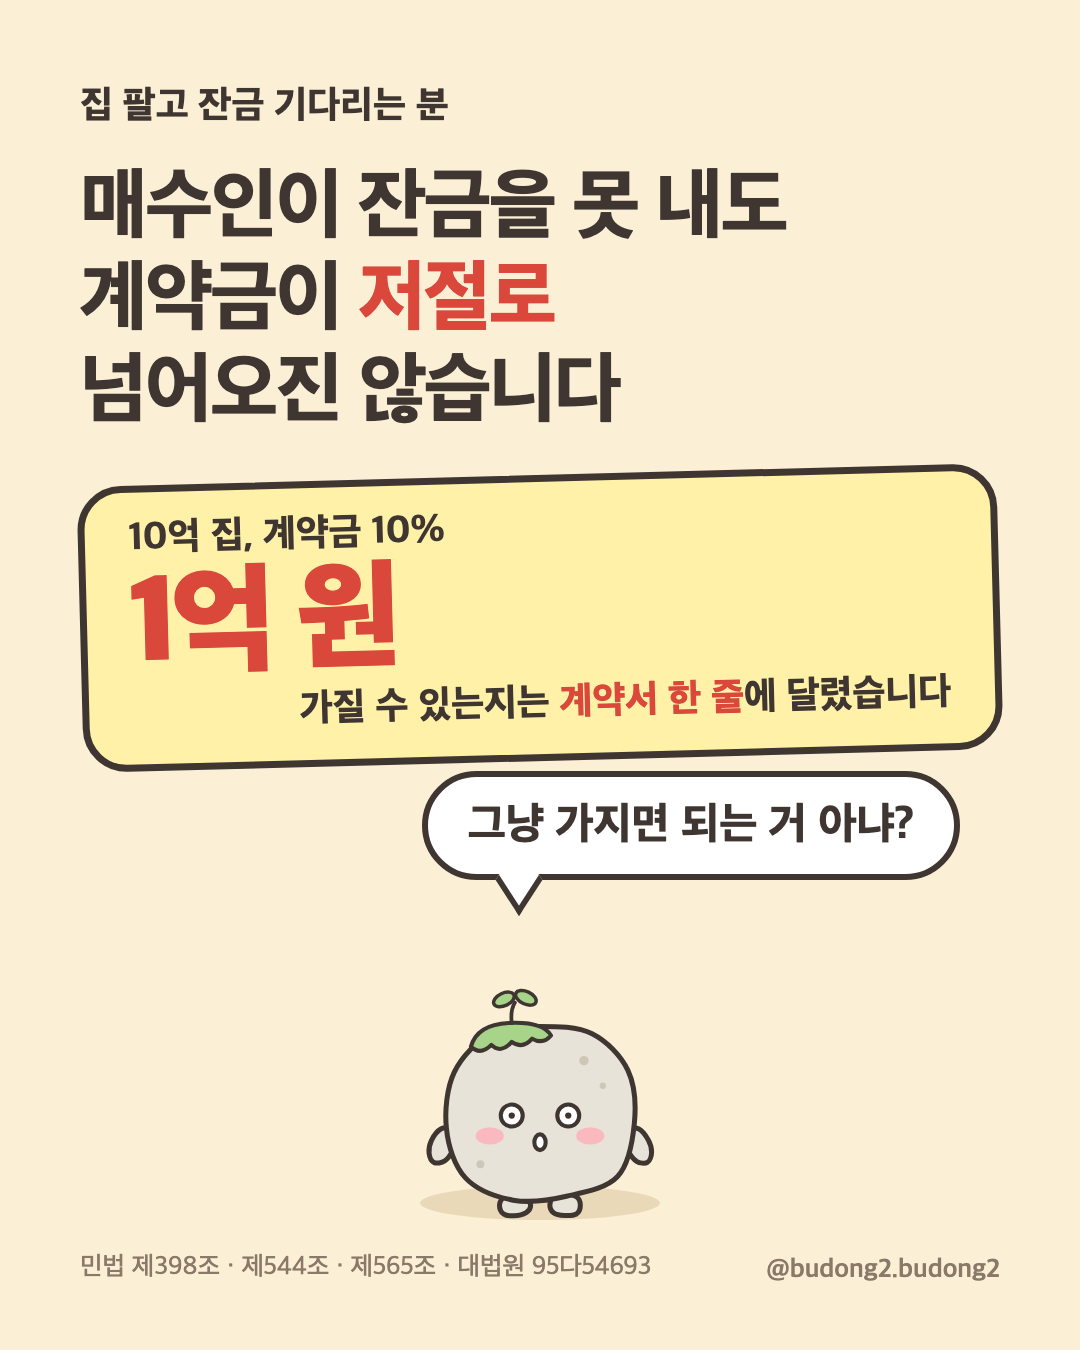 집 팔고 잔금 기다리는 분
매수인이 잔금을 못 내도
계약금이 저절로
넘어오진 않습니다
10억 집, 계약금 10%
1억 원
가질 수 있는지는 계약서 한 줄에 달렸습니다
그냥 가지면 되는 거 아냐?
민법 제398조 · 제544조 · 제565조 · 대법원 95다54693
@budong2.budong2